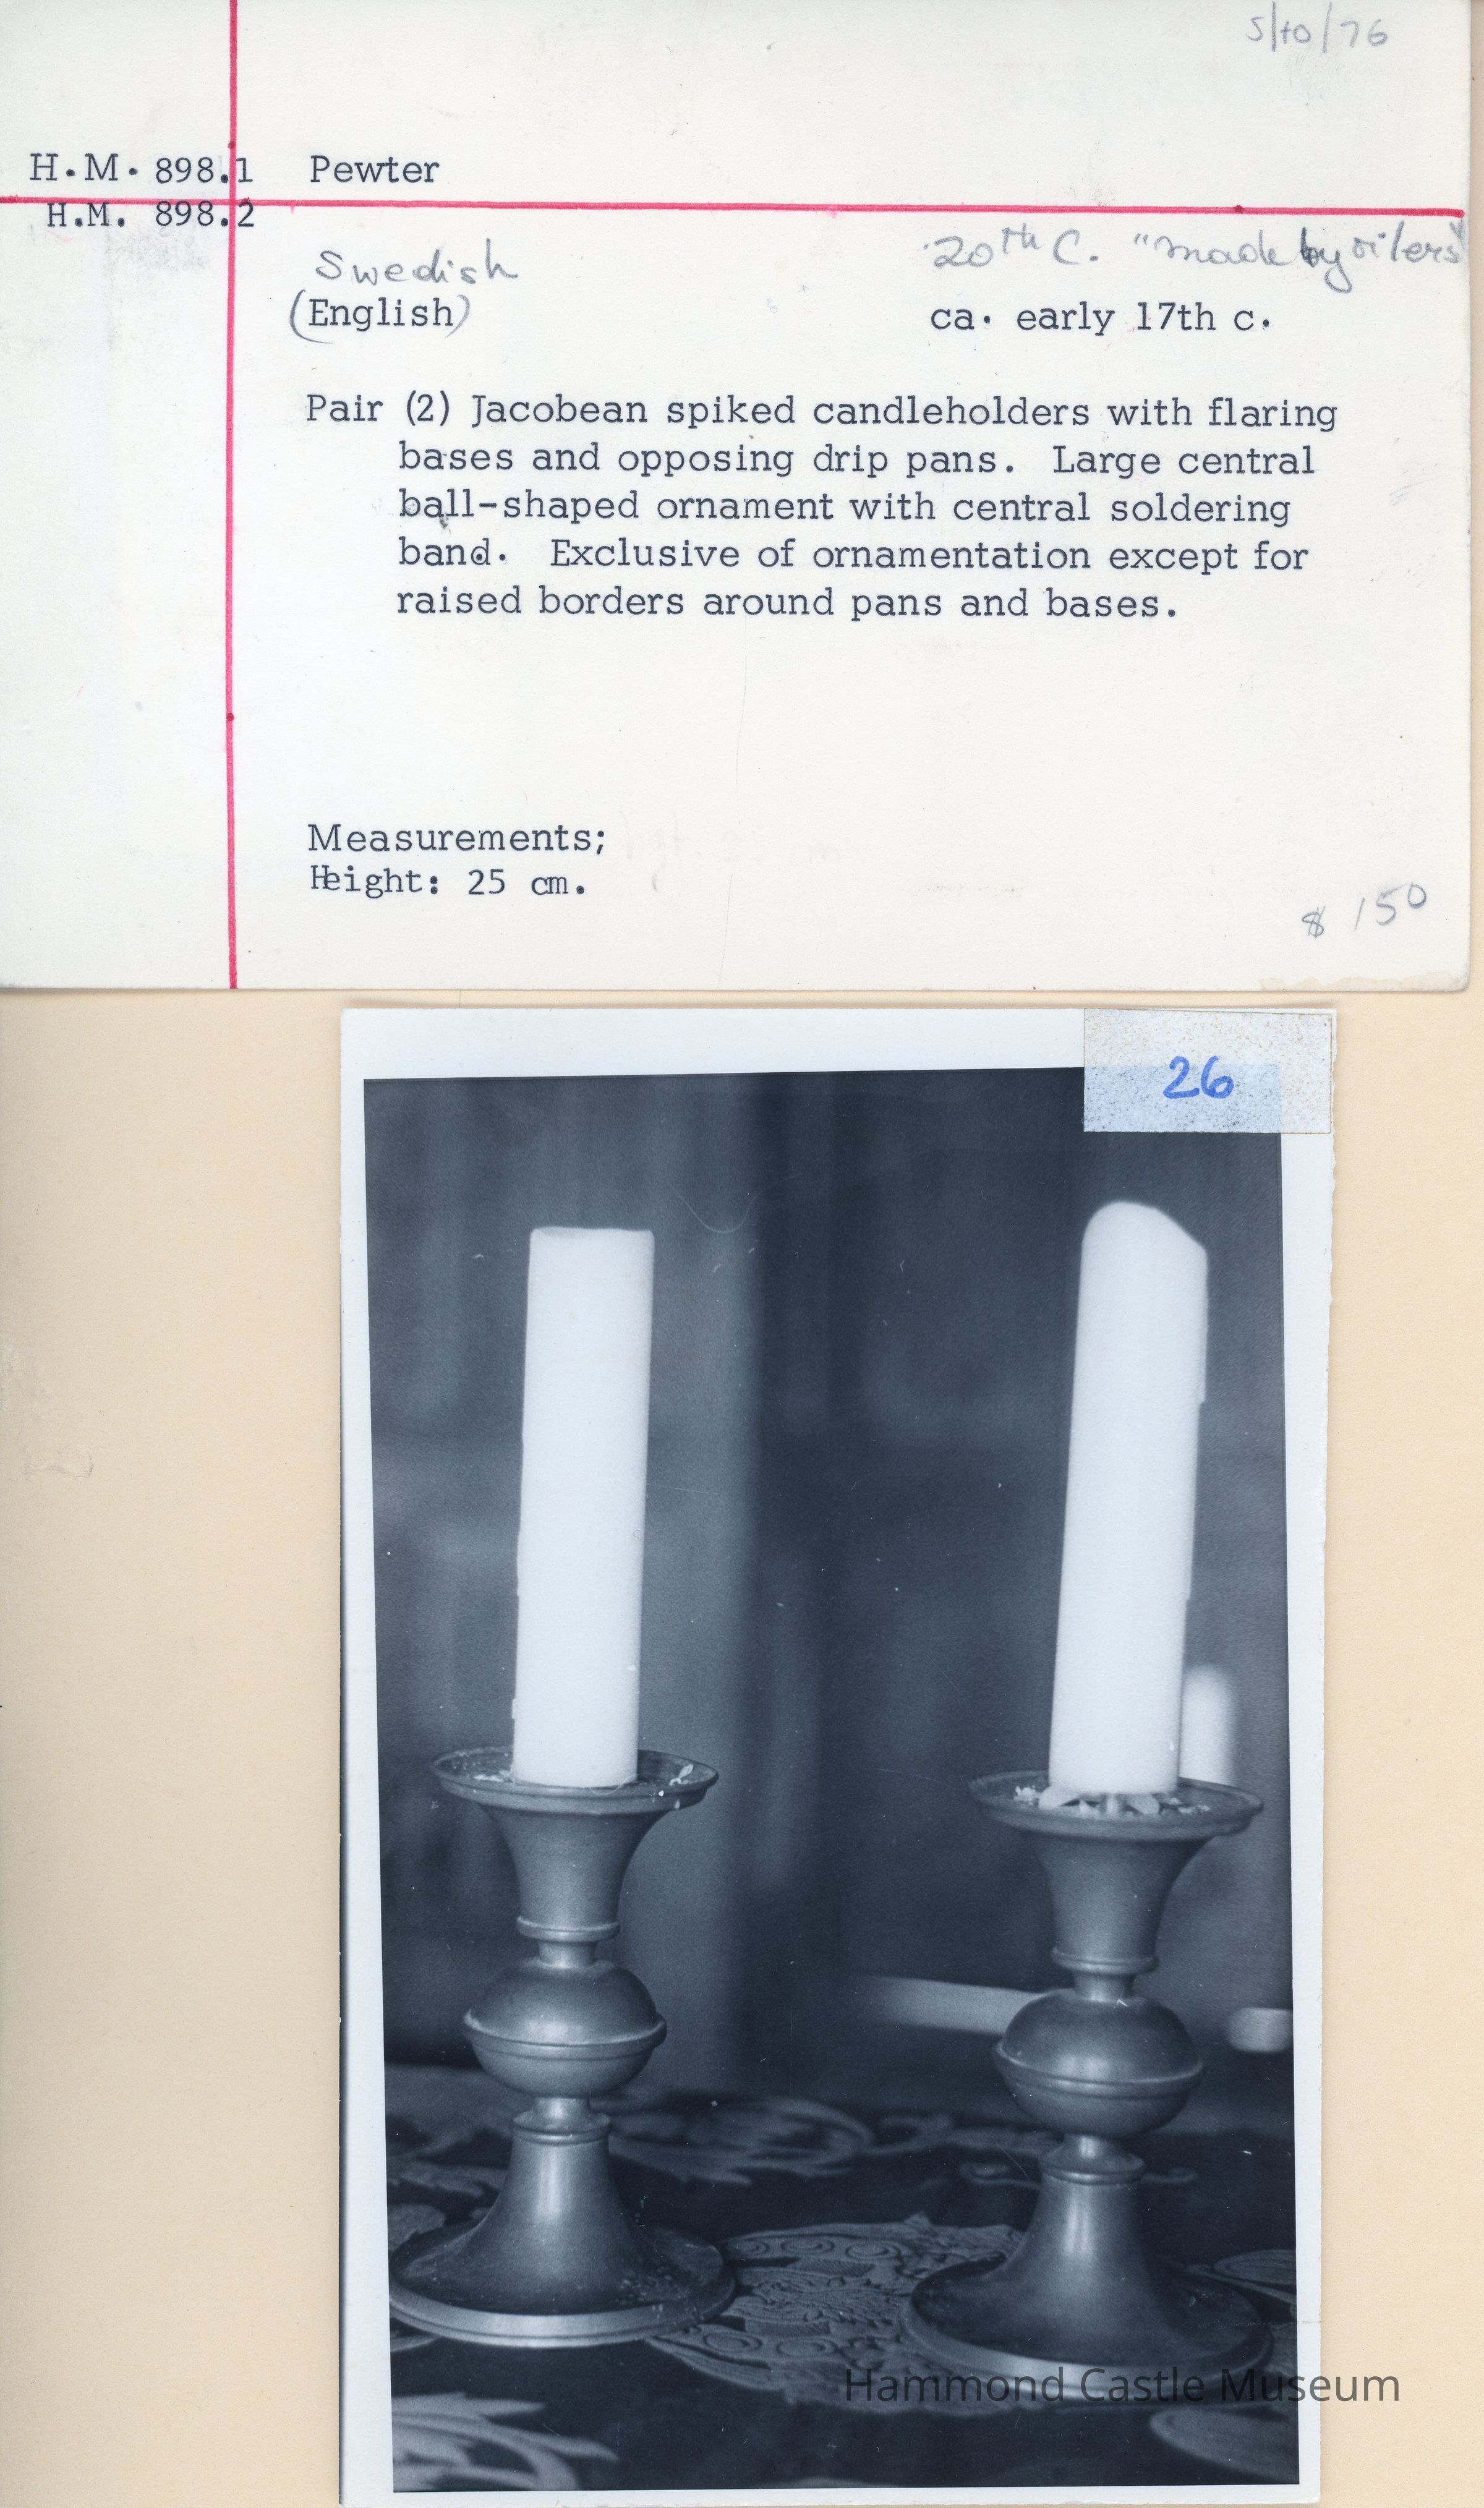 5/10/76
H.M. 898.1 Pewter
H.M. 898.2
Swedish 20th C. "made by
(English) ca. early 17th c.
Pair (2) Jacobean spiked candleholders with flaring
bases and opposing drip pans. Large central
ball-shaped ornament with central soldering
band. Exclusive of ornamentation except for
raised borders around pans and bases.
Measurements;
Height: 25 cm.
$ 150
26
Hammond Castle Museum